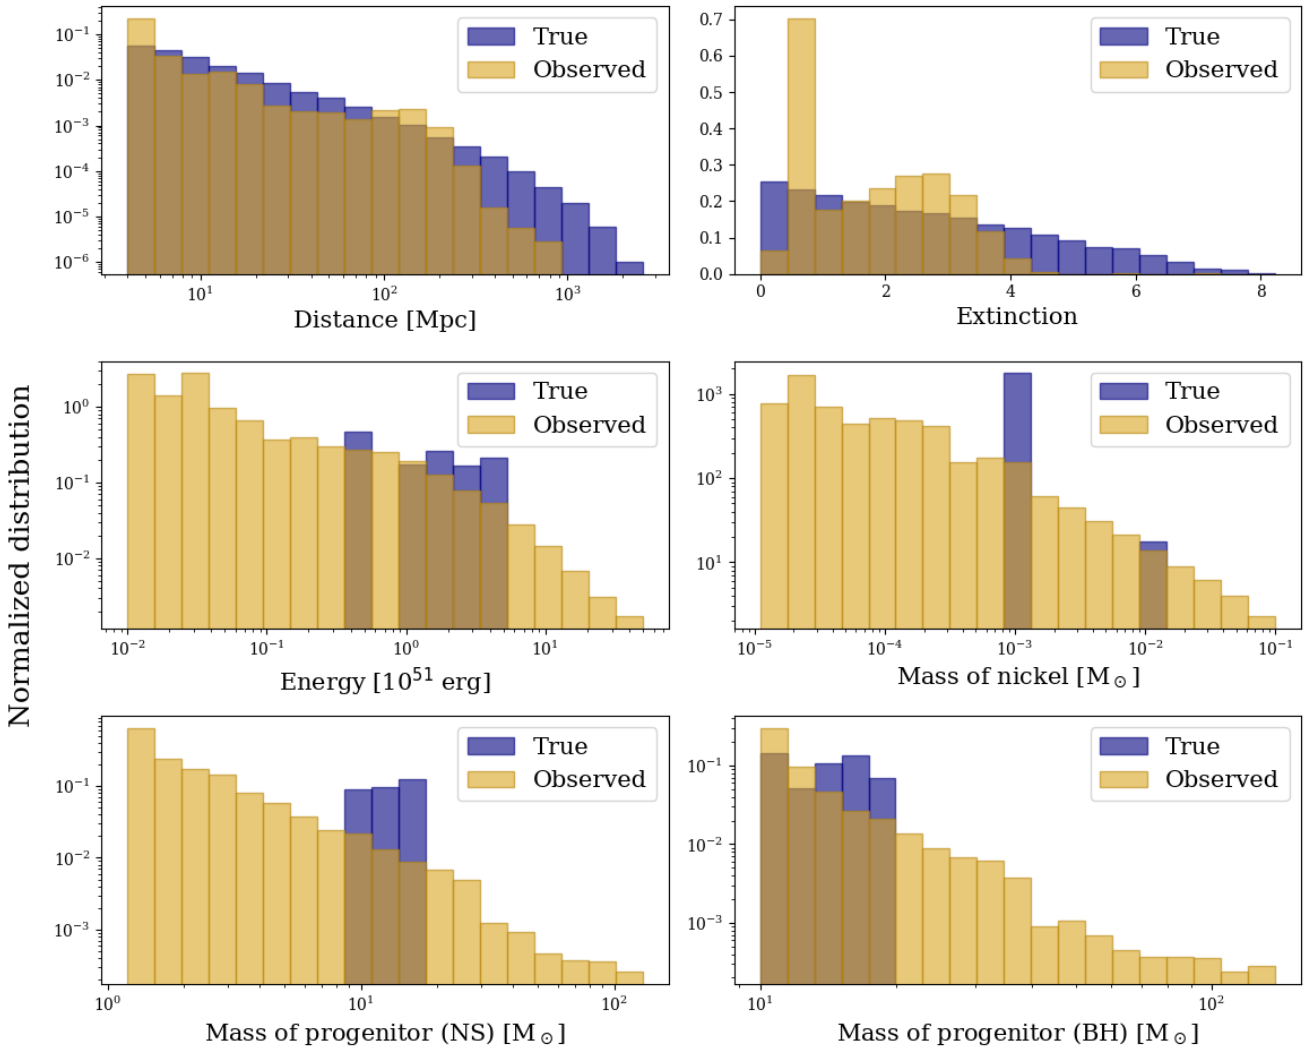 Normalized distribution
True
Observed
10⁻¹
10⁻²
10⁻³
10⁻⁴
10⁻⁵
10⁻⁶
10¹ 10² 10³
Distance [Mpc]
True
Observed
0.7
0.6
0.5
0.4
0.3
0.2
0.1
0.0
0 2 4 6 8
Extinction
True
Observed
10⁰
10⁻¹
10⁻²
10⁻² 10⁻¹ 10⁰ 10¹
Energy [10⁵¹ erg]
True
Observed
10³
10²
10¹
10⁻⁵ 10⁻⁴ 10⁻³ 10⁻² 10⁻¹
Mass of nickel [M⊙]
True
Observed
10⁻¹
10⁻²
10⁻³
10⁰ 10¹ 10²
Mass of progenitor (NS) [M⊙]
True
Observed
10⁻¹
10⁻²
10⁻³
10¹ 10²
Mass of progenitor (BH) [M⊙]